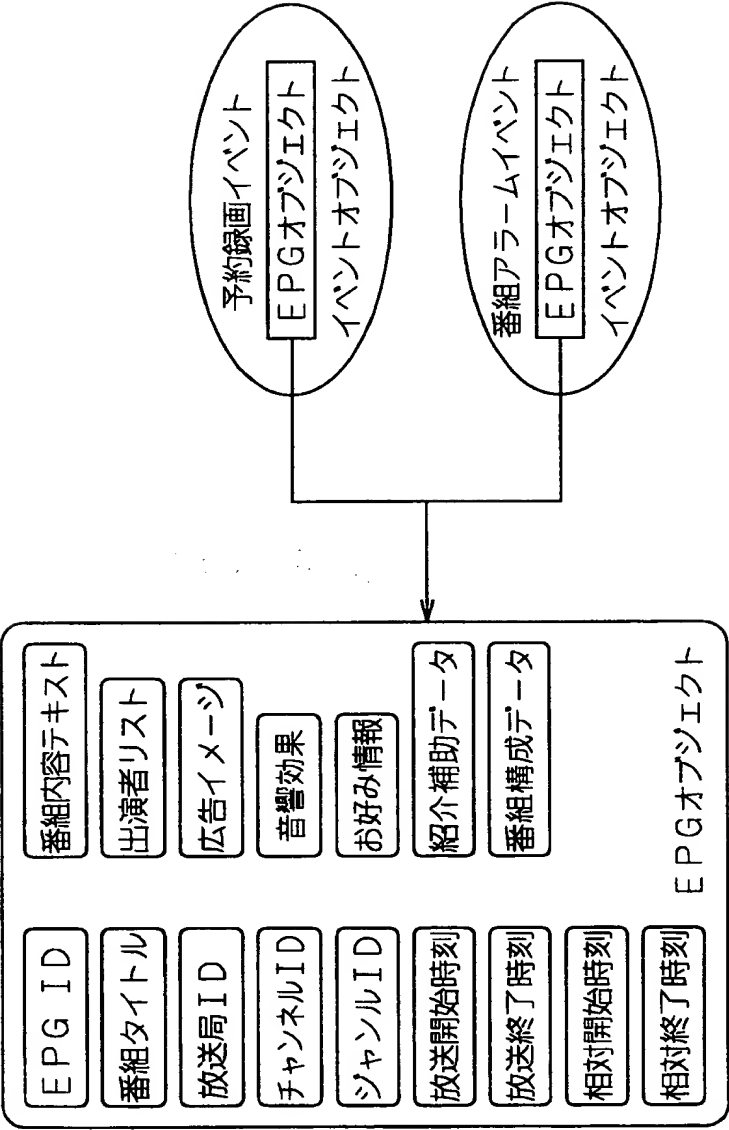 EPG ID
番組タイトル
放送局ID
チャンネルID
ジャンルID
放送開始時刻
放送終了時刻
相対開始時刻
相対終了時刻
番組内容テキスト
出演者リスト
広告イメージ
音響効果
お好み情報
紹介補助データ
番組構成データ
EPGオブジェクト
予約録画イベント
EPGオブジェクト
イベントオブジェクト
番組アラームイベント
EPGオブジェクト
イベントオブジェクト